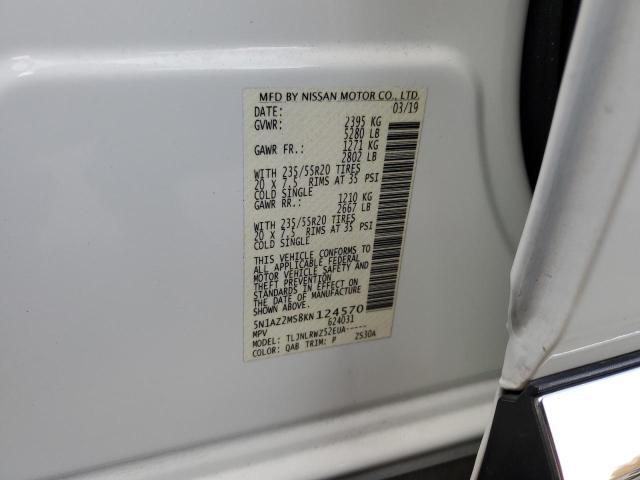 MFD BY NISSAN MOTOR CO., LTD.
DATE: 03/19
GVWR: 2395 KG
5280 LB
GAWR FR.: 1271 KG
2802 LB
WITH 235/55R20 TIRES
20 X 7.5 RIMS AT 35 PSI
COLD SINGLE
GAWR RR.: 1210 KG
2667 LB
WITH 235/55R20 TIRES
20 X 7.5 RIMS AT 35 PSI
COLD SINGLE
THIS VEHICLE CONFORMS TO
ALL APPLICABLE FEDERAL
MOTOR VEHICLE SAFETY AND
THEFT PREVENTION
STANDARDS IN EFFECT ON
THE DATE OF MANUFACTURE
SHOWN ABOVE.
5N1AZ2MS8KN124570
MPV 624031
MODEL: TLJNLRWZ52EUA-----
COLOR: QAB TRIM: P 2S30A